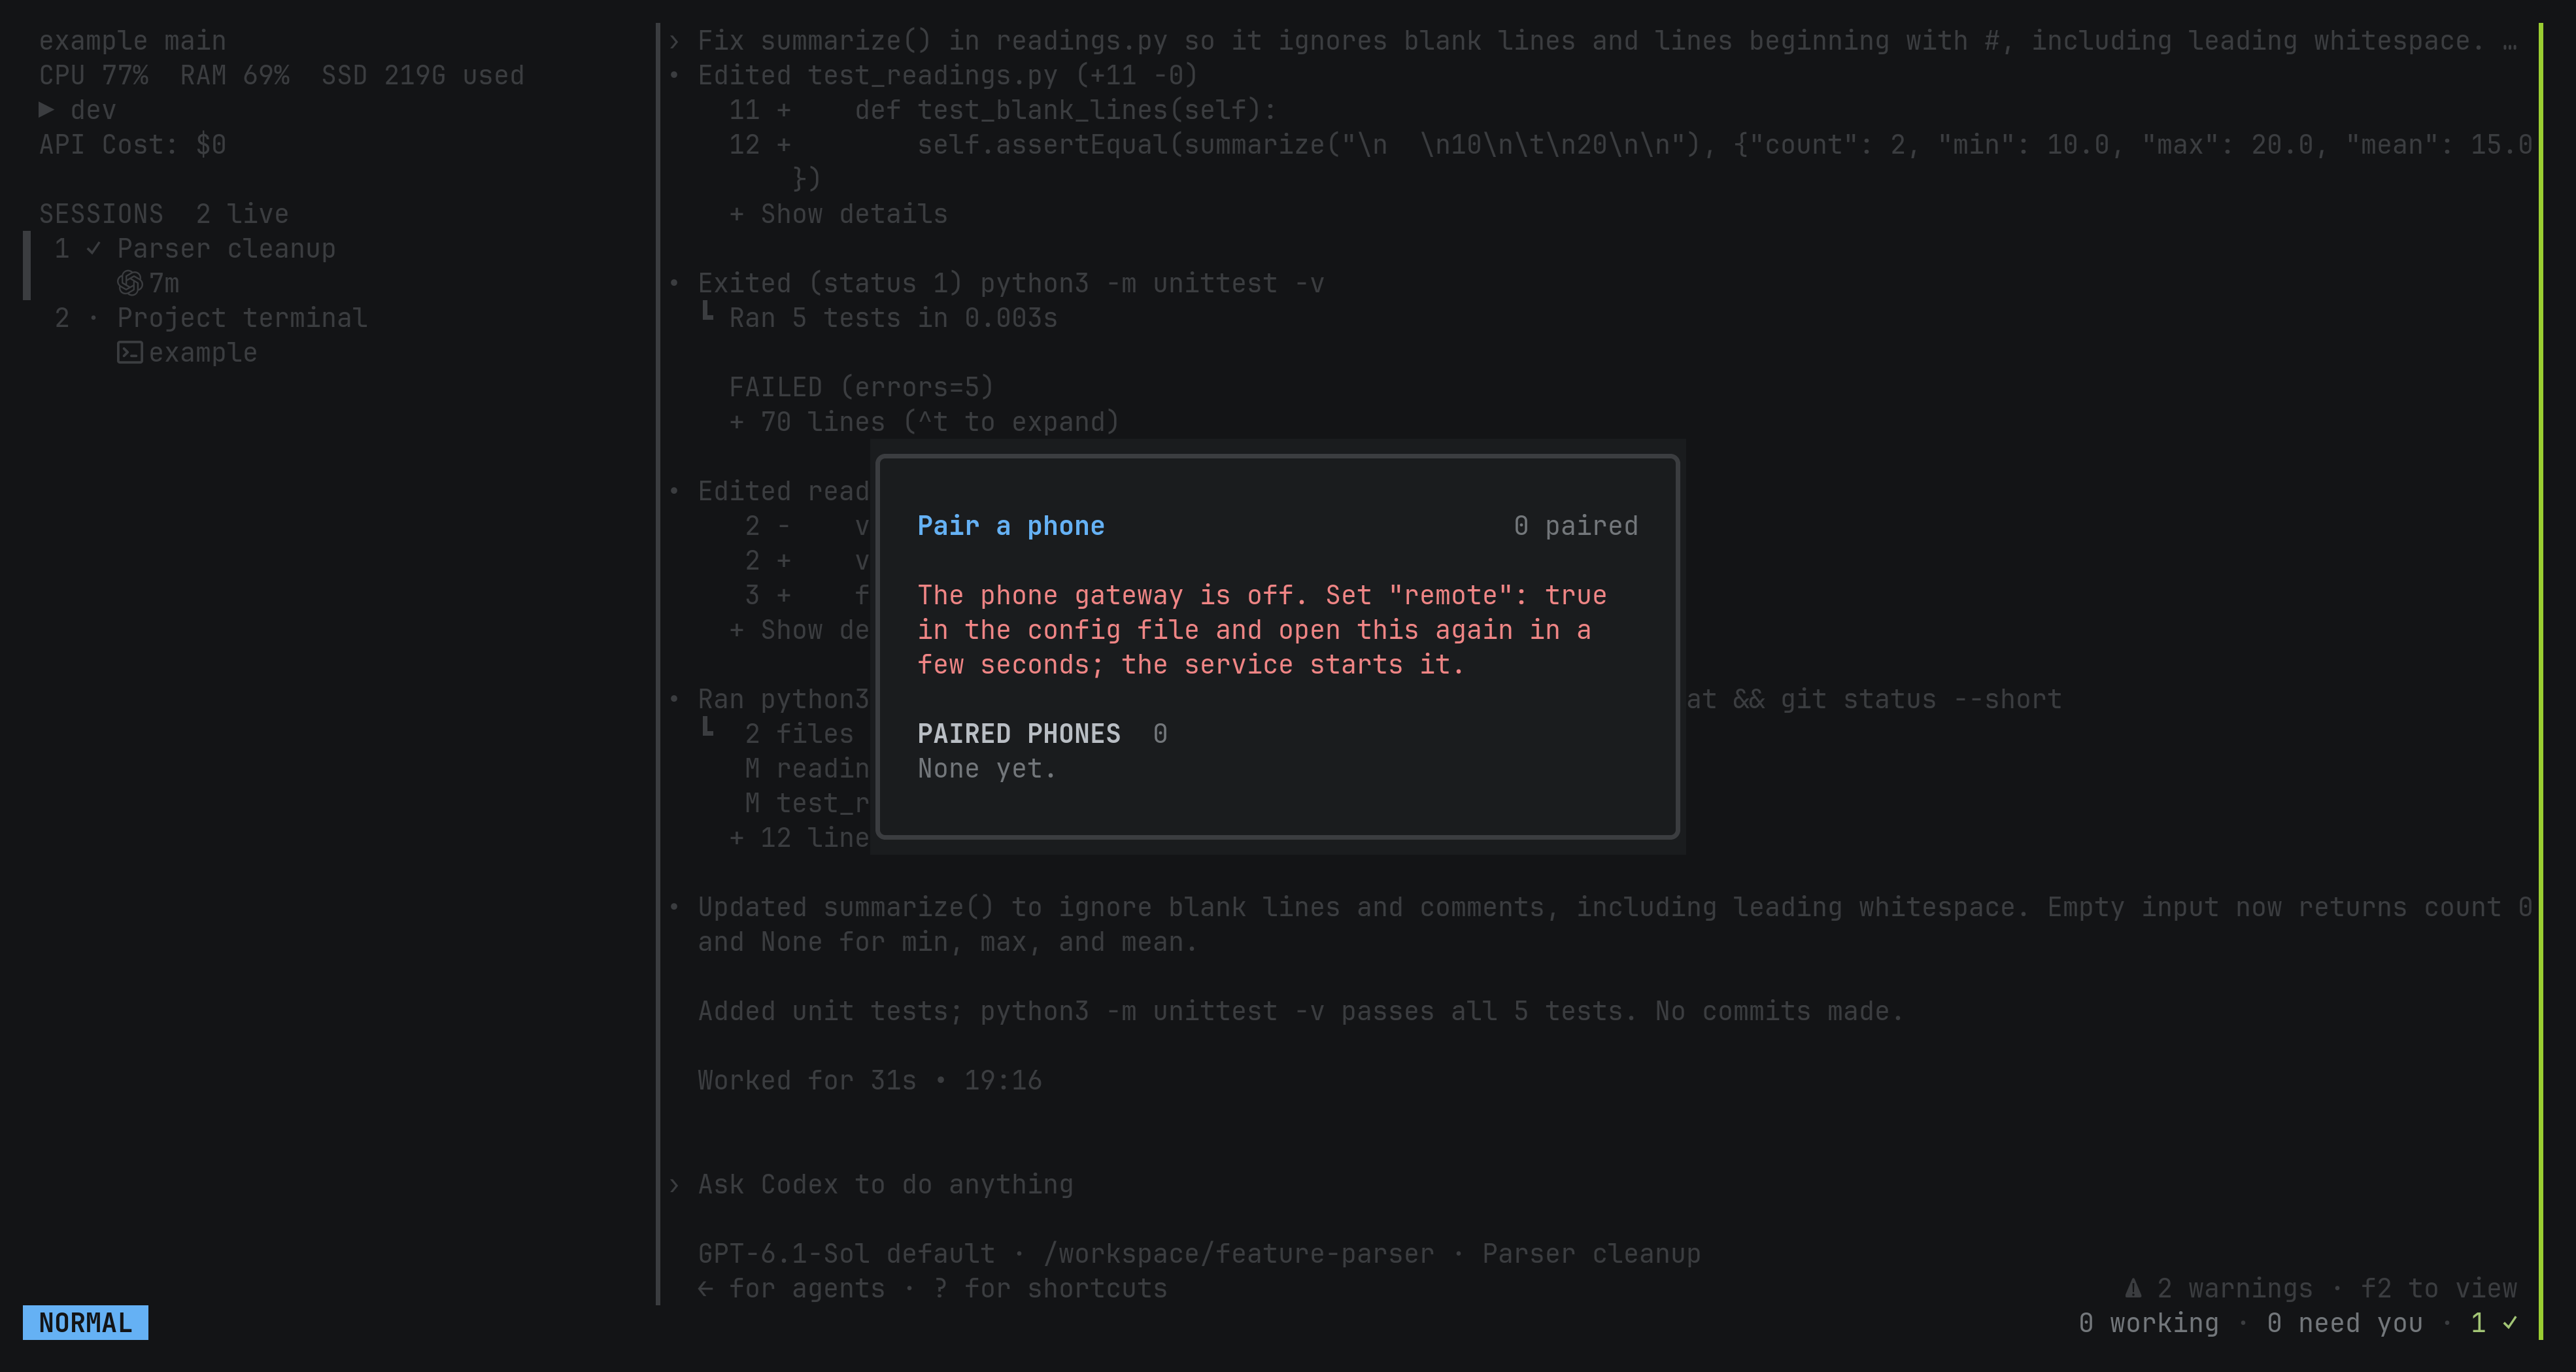 example main
CPU 77%  RAM 69%  SSD 219G used
▶ dev
API Cost: $0
SESSIONS  2 live
1 ✓ Parser cleanup
7m
2 · Project terminal
example
› Fix summarize() in readings.py so it ignores blank lines and lines beginning with #, including leading whitespace. …
• Edited test_readings.py (+11 -0)
11 +    def test_blank_lines(self):
12 +        self.assertEqual(summarize("\n  \n10\n\t\n20\n\n"), {"count": 2, "min": 10.0, "max": 20.0, "mean": 15.0
})
+ Show details
• Exited (status 1) python3 -m unittest -v
┗ Ran 5 tests in 0.003s
FAILED (errors=5)
+ 70 lines (^t to expand)
• Edited read
2 -    v
2 +    v
3 +    f
+ Show de
• Ran python3
at && git status --short
┗  2 files
M readin
M test_r
+ 12 line
Pair a phone    0 paired
The phone gateway is off. Set "remote": true
in the config file and open this again in a
few seconds; the service starts it.
PAIRED PHONES  0
None yet.
• Updated summarize() to ignore blank lines and comments, including leading whitespace. Empty input now returns count 0
and None for min, max, and mean.
Added unit tests; python3 -m unittest -v passes all 5 tests. No commits made.
Worked for 31s • 19:16
› Ask Codex to do anything
GPT-6.1-Sol default · /workspace/feature-parser · Parser cleanup
← for agents · ? for shortcuts
⚠ 2 warnings · f2 to view
NORMAL
0 working · 0 need you · 1 ✓